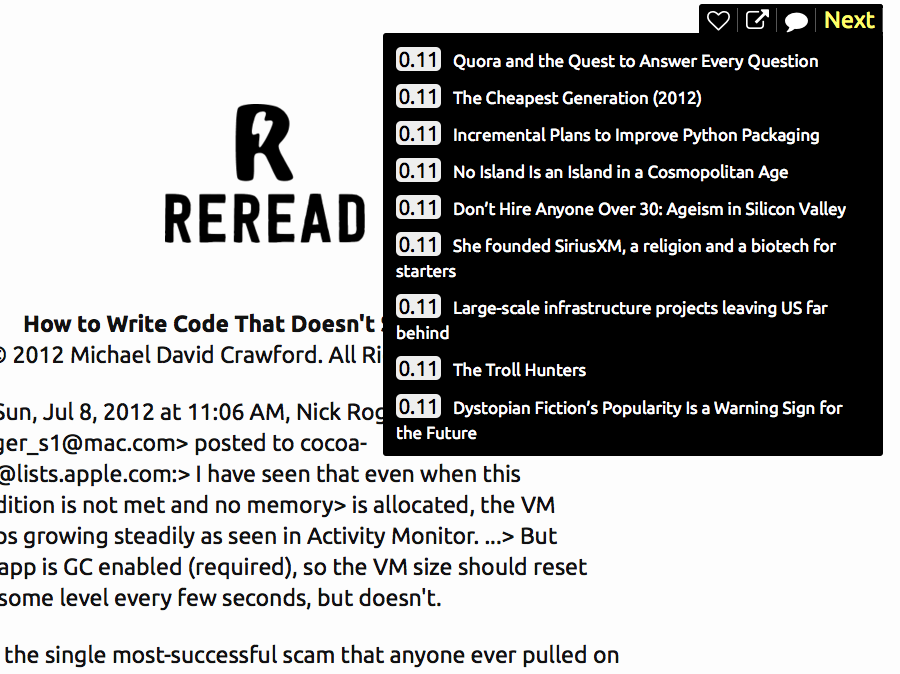 Next
0.11 Quora and the Quest to Answer Every Question
0.11 The Cheapest Generation (2012)
0.11 Incremental Plans to Improve Python Packaging
0.11 No Island Is an Island in a Cosmopolitan Age
0.11 Don’t Hire Anyone Over 30: Ageism in Silicon Valley
0.11 She founded SiriusXM, a religion and a biotech for
starters
0.11 Large-scale infrastructure projects leaving US far
behind
0.11 The Troll Hunters
0.11 Dystopian Fiction’s Popularity Is a Warning Sign for
the Future
R
REREAD
How to Write Code That Doesn't
© 2012 Michael David Crawford. All
Sun, Jul 8, 2012 at 11:06 AM, Nick
ger_s1@mac.com> posted to cocoa-
@lists.apple.com:> I have seen that even when this
dition is not met and no memory> is allocated, the VM
os growing steadily as seen in Activity Monitor. ...> But
app is GC enabled (required), so the VM size should reset
some level every few seconds, but doesn't.
the single most-successful scam that anyone ever pulled on